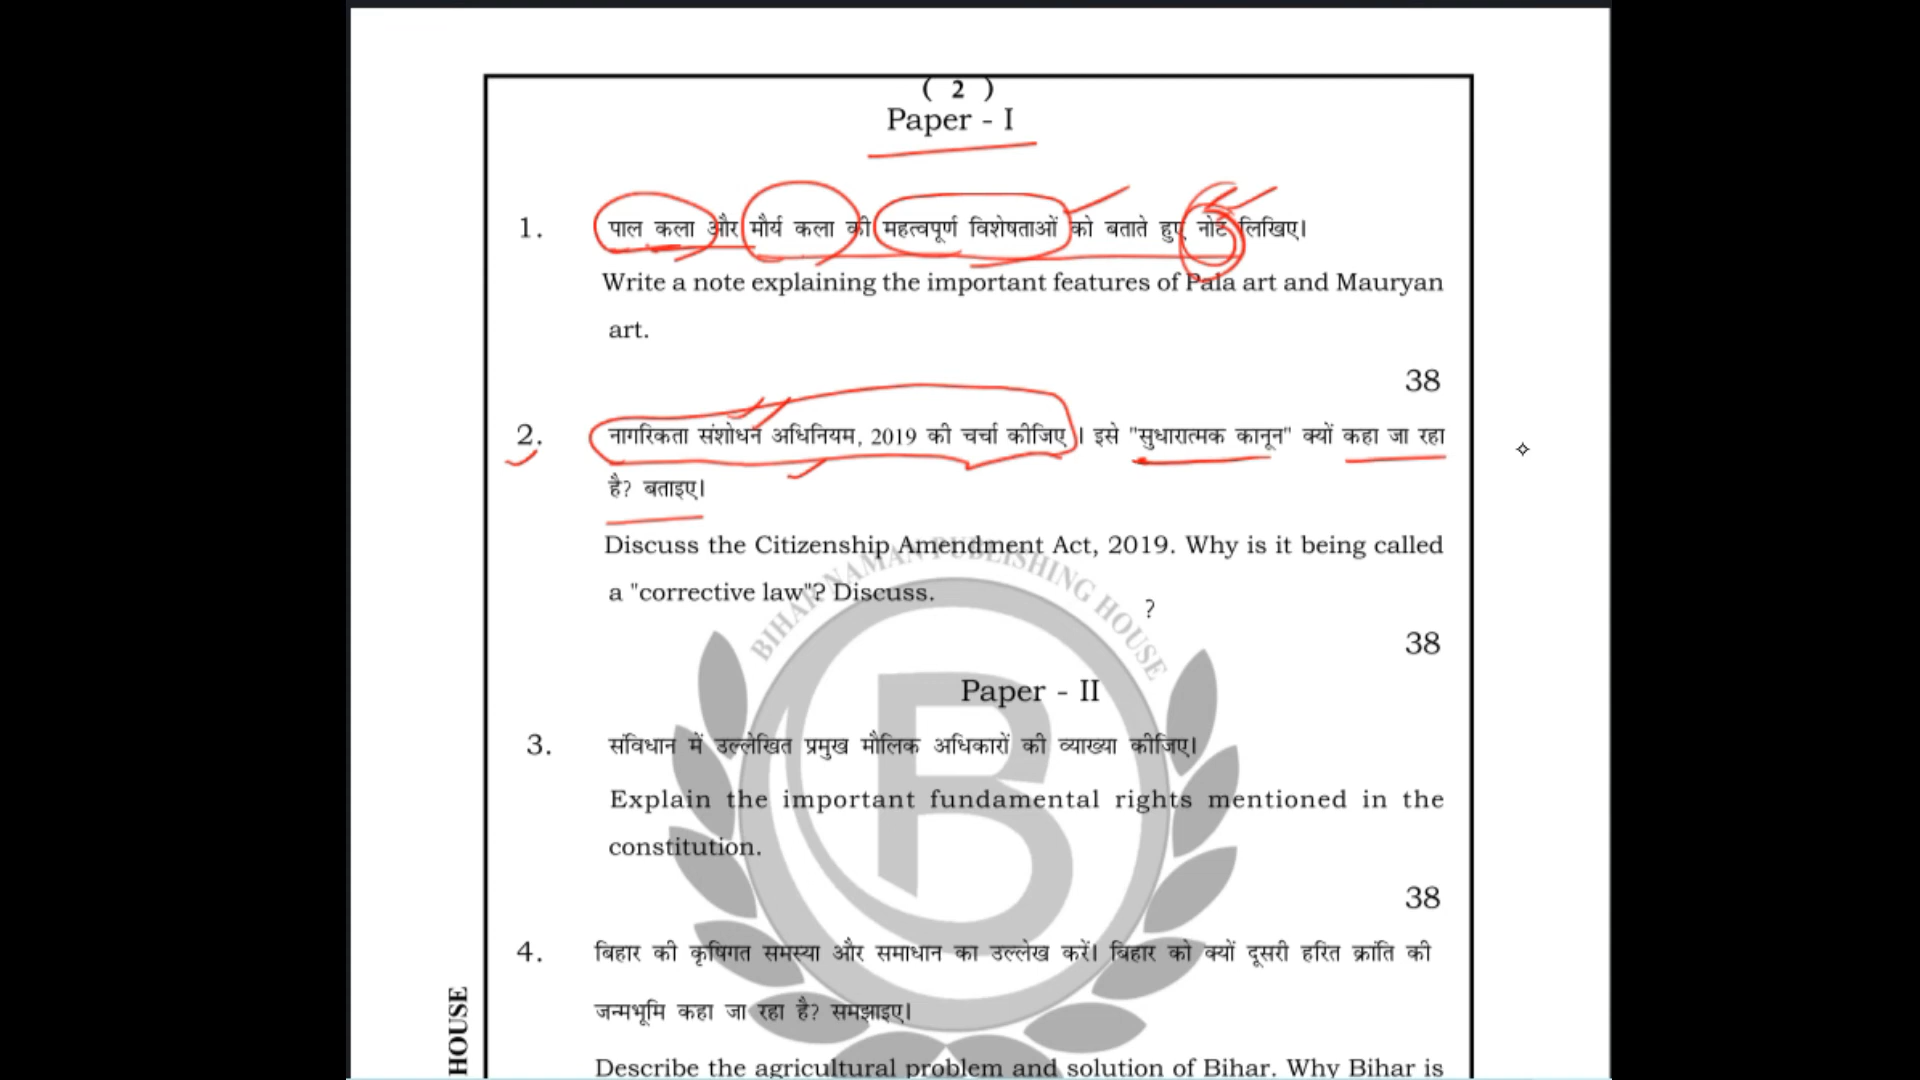 ( 2 )
Paper - I
1. पाल कला और मौर्य कला की महत्वपूर्ण विशेषताओं को बताते हुए नोट लिखिए।
Write a note explaining the important features of Pala art and Mauryan
art.
38
2. नागरिकता संशोधन अधिनियम, 2019 की चर्चा कीजिए । इसे "सुधारात्मक कानून" क्यों कहा जा रहा
है? बताइए।
Discuss the Citizenship Amendment Act, 2019. Why is it being called
a "corrective law"? Discuss.
?
38
BIHAR NAMAN PUBLISHING HOUSE
Paper - II
3. संविधान में उल्लेखित प्रमुख मौलिक अधिकारों की व्याख्या कीजिए।
Explain the important fundamental rights mentioned in the
constitution.
38
4. बिहार की कृषिगत समस्या और समाधान का उल्लेख करें। बिहार को क्यों दूसरी हरित क्रांति की
जन्मभूमि कहा जा रहा है? समझाइए।
Describe the agricultural problem and solution of Bihar. Why Bihar is
HOUSE
B